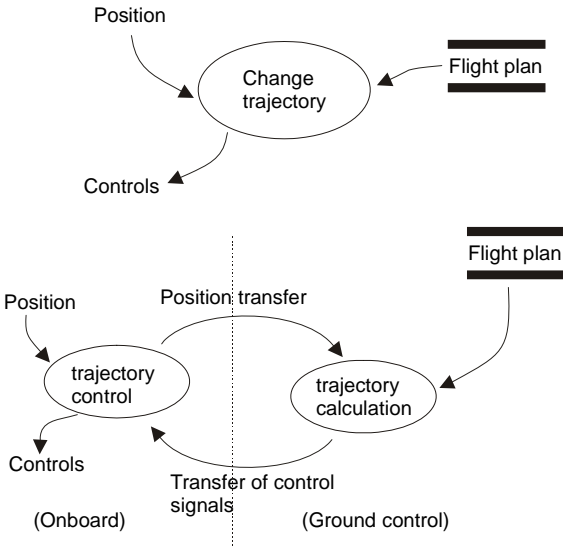 Position
Flight plan
Change
trajectory
Controls
Flight plan
Position transfer
Position
trajectory
control
trajectory
calculation
Controls
Transfer of control
signals
(Onboard)
(Ground control)